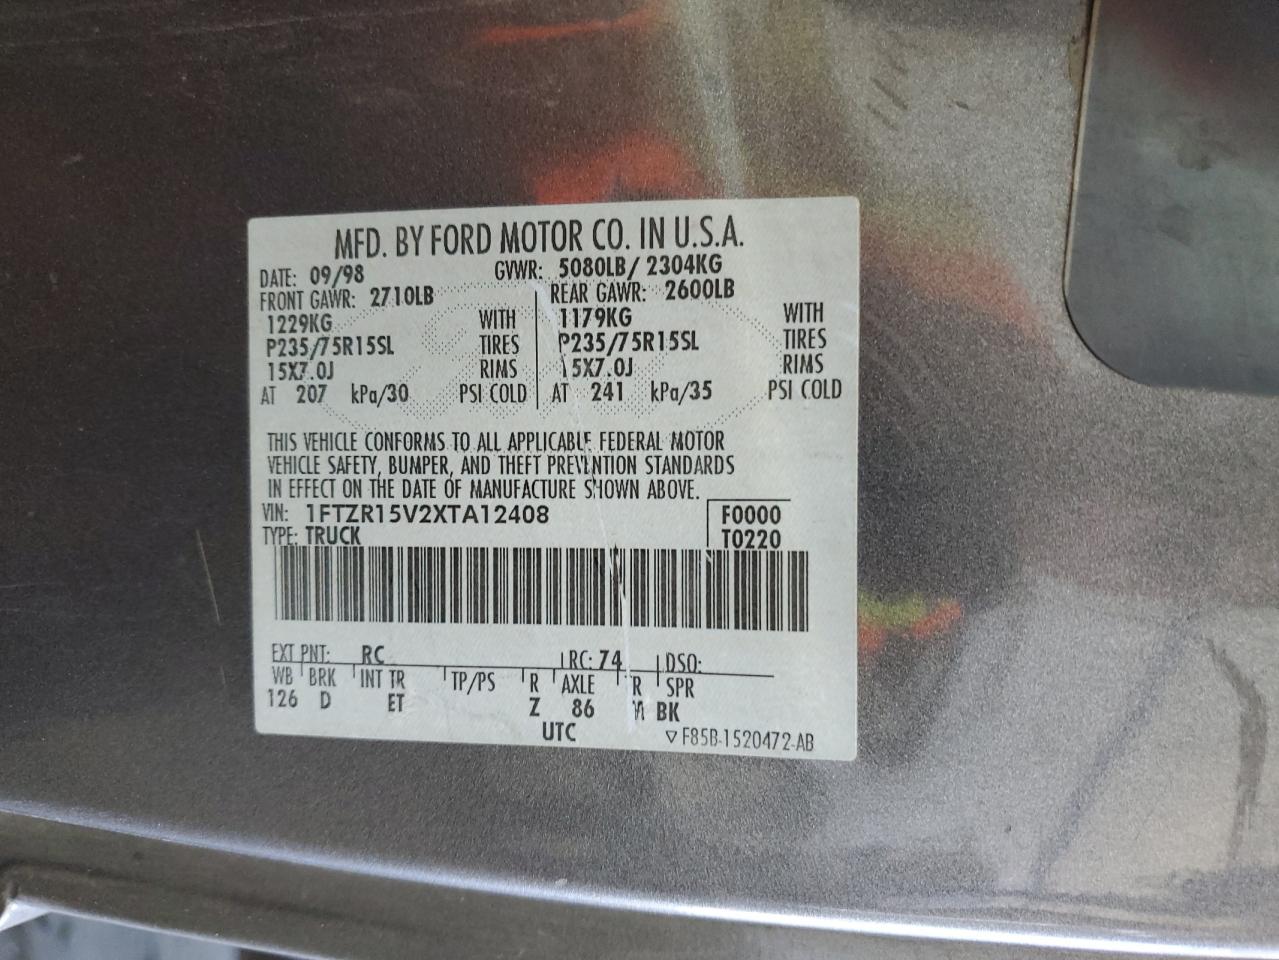 MFD. BY FORD MOTOR CO. IN U.S.A.
DATE: 09/98 GVWR: 5080LB/ 2304KG
FRONT GAWR: 2710LB REAR GAWR: 2600LB
1229KG WITH 1179KG WITH
P235/75R15SL TIRES P235/75R15SL TIRES
15X7.0J RIMS 15X7.0J RIMS
AT 207 kPa/30 PSI COLD AT 241 kPa/35 PSI COLD
THIS VEHICLE CONFORMS TO ALL APPLICABLE FEDERAL MOTOR
VEHICLE SAFETY, BUMPER, AND THEFT PREVENTION STANDARDS
IN EFFECT ON THE DATE OF MANUFACTURE SHOWN ABOVE.
VIN: 1FTZR15V2XTA12408 F0000
TYPE: TRUCK T0220
EXT PNT: RC RC: 74 DSO:
WB BRK INT TR TP/PS R AXLE R SPR
126 D ET Z 86 M BK
UTC ▽ F85B-1520472-AB